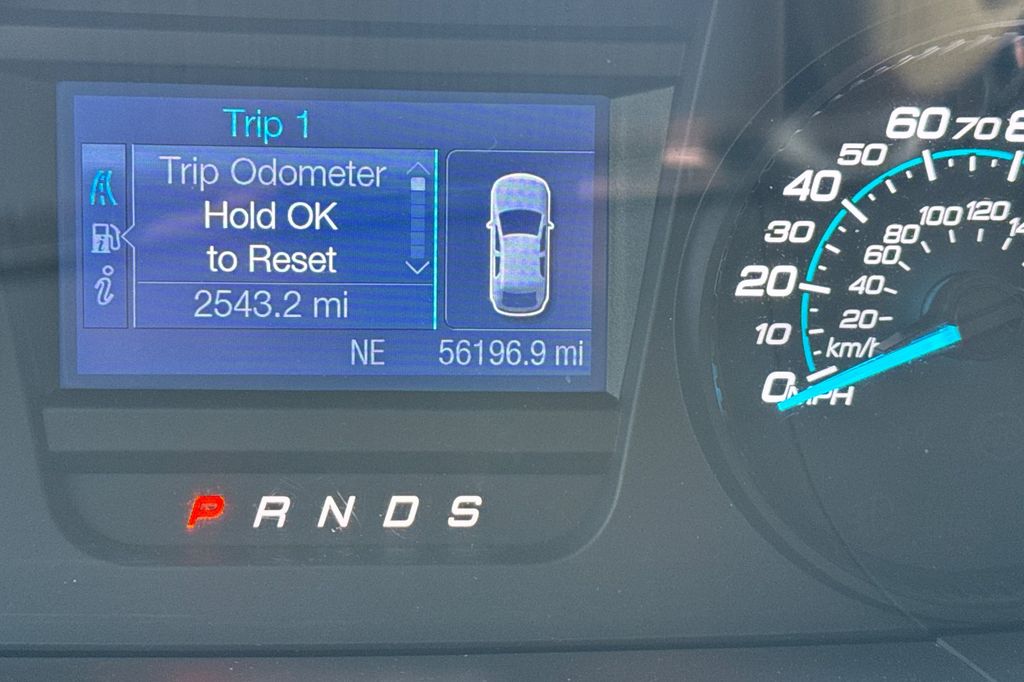 Trip 1
Trip Odometer
Hold OK
to Reset
2543.2 mi
NE 56196.9 mi
P R N D S
0 10 20 30 40 50 60 70
20 40 60 80 100 120
km/h
MPH